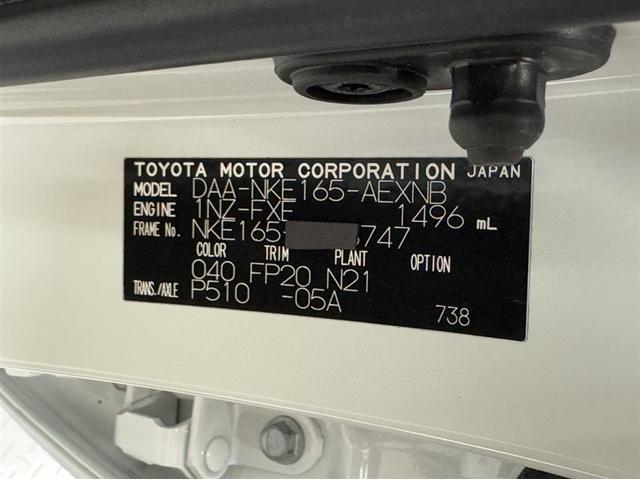 TOYOTA MOTOR CORPORATION JAPAN
MODEL DAA-NKE165-AEXNB
ENGINE 1NZ-FXE 1496 mL
FRAME No. NKE165- 747
COLOR TRIM PLANT OPTION
040 FP20 N21
TRANS./AXLE P510 -05A
738